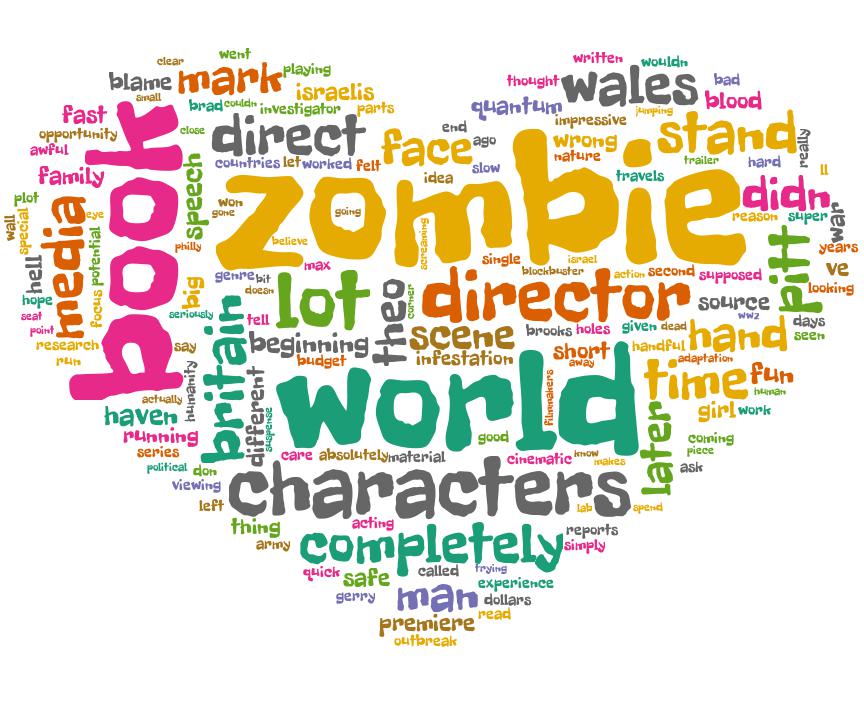 went
clear
written
wouldn
blame
mark
playing
thought
wales
bad
small
israelis
fast
brad
couldn
investigator
parts
quantum
jumping
blood
opportunity
close
direct
end
ago
impressive
stand
really
awful
book
face
wrong
family
countries
let
worked
felt
idea
slow
nature
trailer
hard
ll
speech
zombie
travels
didn
plot
wall
special
eye
media
potential
won
gone
going
reason
super
war
believe
screaming
philly
single
israel
pitt
years
hell
max
blockbuster
action
second
supposed
ve
looking
genre
bit
doesn
big
lot
theo
corner
director
source
hope
focus
seriously
wwz
days
seat
tell
scene
brooks
holes
given
dead
hand
seen
point
research
say
britain
beginning
short
handful
run
budget
infestation
away
adaptation
humanity
different
world
filmmakers
time
fun
human
actually
haven
suspense
girl
work
running
good
later
coming
series
care
absolutely
material
cinematic
know
makes
piece
political
don
ask
viewing
characters
left
lab
spend
thing
acting
reports
army
completely
simply
quick
safe
called
trying
experience
gerry
man
dollars
premiere
read
outbreak